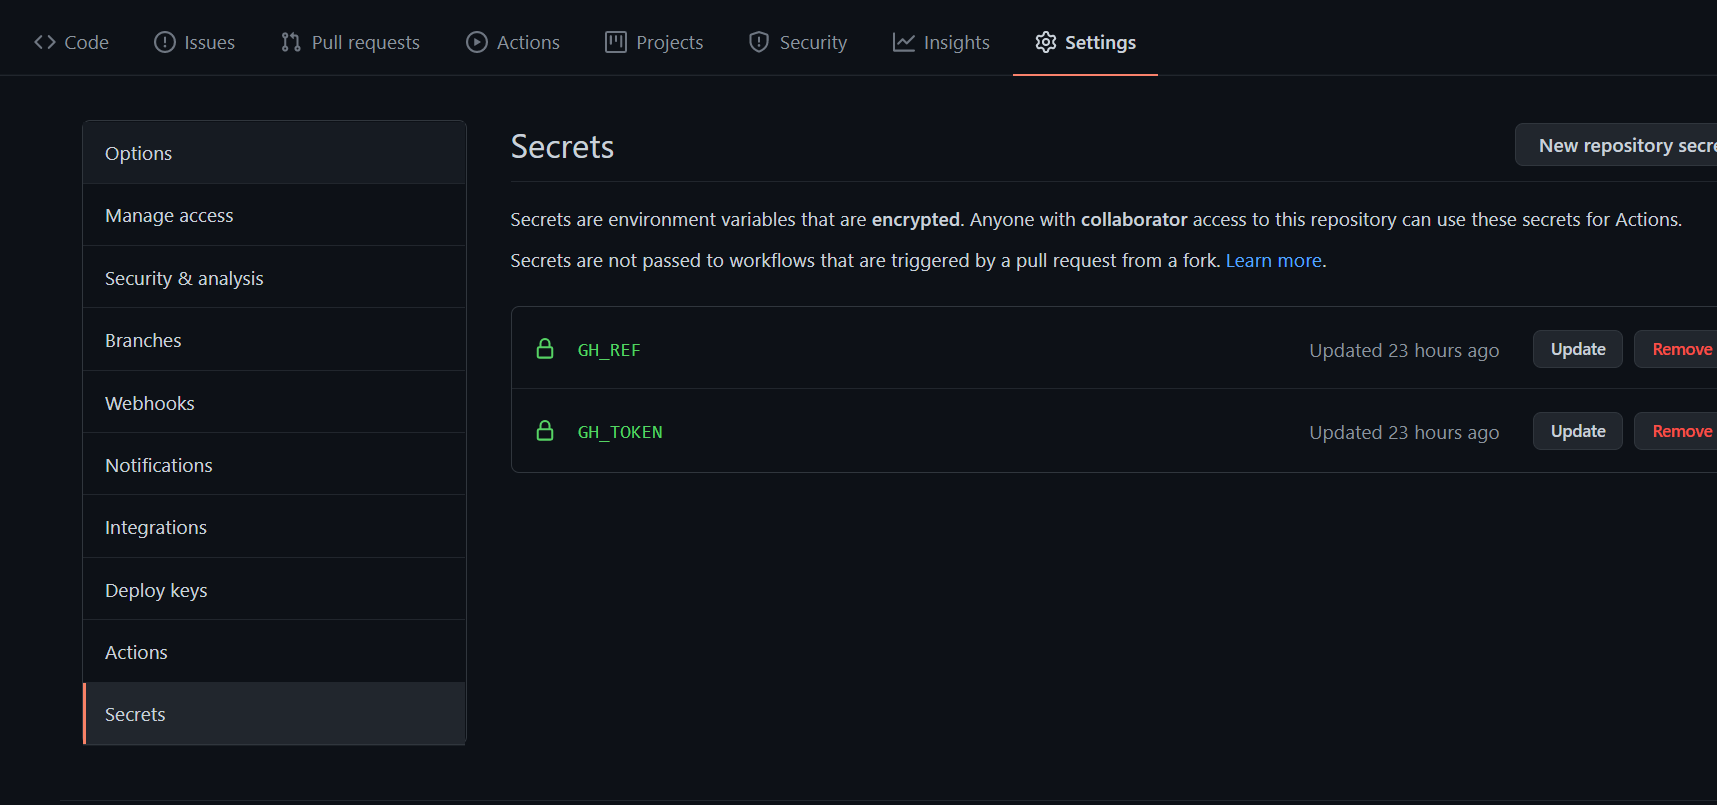 Code Issues Pull requests Actions Projects Security Insights Settings
Options
Manage access
Security & analysis
Branches
Webhooks
Notifications
Integrations
Deploy keys
Actions
Secrets
Secrets
New repository secre
Secrets are environment variables that are encrypted. Anyone with collaborator access to this repository can use these secrets for Actions.
Secrets are not passed to workflows that are triggered by a pull request from a fork. Learn more.
GH_REF Updated 23 hours ago Update Remove
GH_TOKEN Updated 23 hours ago Update Remove